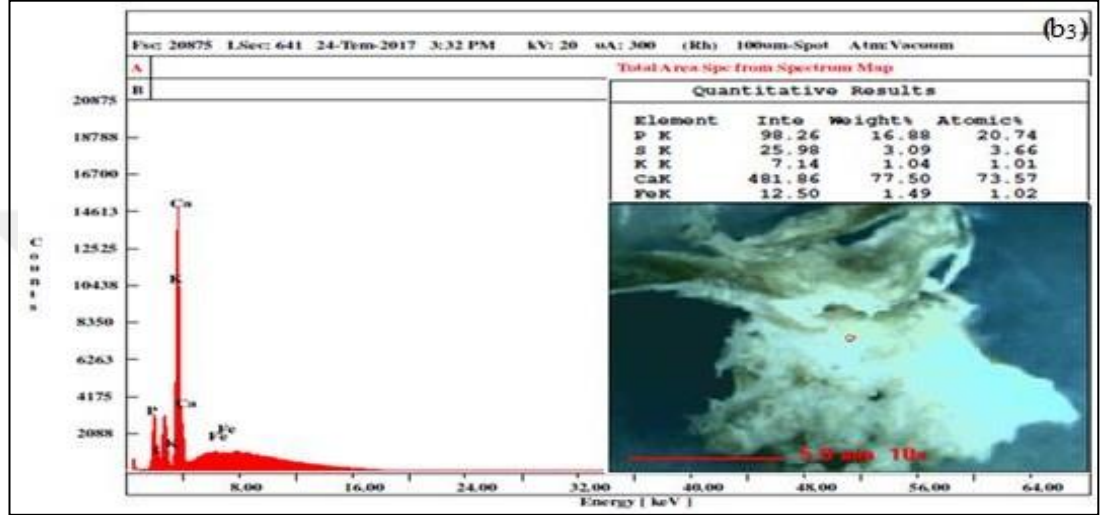 (b3)
Fsc: 20875 LSec: 641 24-Tem-2017 3:32 PM kV: 20 uA: 300 (Rh) 100um-Spot Atm:Vacuum
A Total Area Spc from Spectrum Map
B
Quantitative Results
Element Inte Weight% Atomic%
P K 98.26 16.88 20.74
S K 25.98 3.09 3.66
K K 7.14 1.04 1.01
CaK 481.86 77.50 73.57
FeK 12.50 1.49 1.02
20875
18788
16700
14613
12525
10438
8350
6263
4175
2088
Counts
Ca
K
P
Ca
K
Fe
Fe
5.0 mm 10x
8.00 16.00 24.00 32.00 40.00 48.00 56.00 64.00
Energy [ keV ]